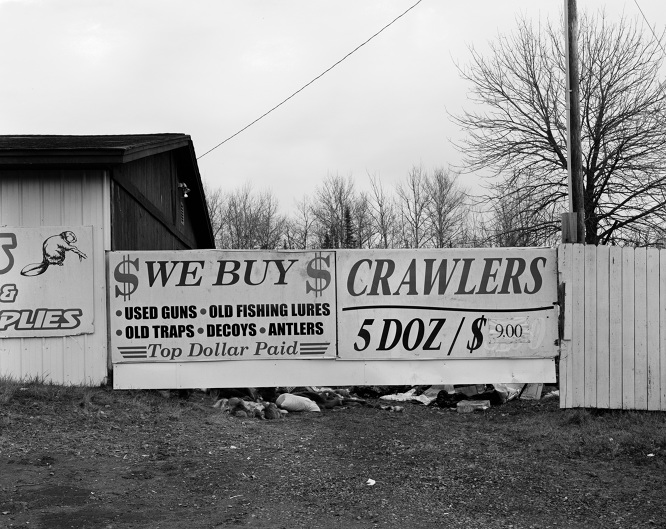 &
PLIES
$ WE BUY $
• USED GUNS • OLD FISHING LURES
• OLD TRAPS • DECOYS • ANTLERS
Top Dollar Paid
CRAWLERS
5 DOZ / $ 9.00